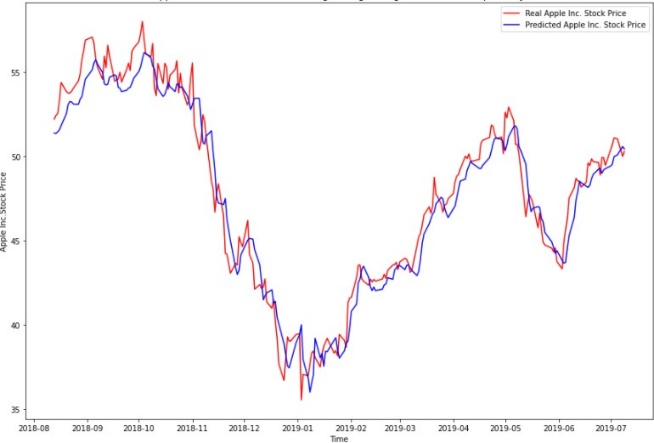 Real Apple Inc. Stock Price
Predicted Apple Inc. Stock Price
Apple Inc Stock Price
55
50
45
40
35
2018-08 2018-09 2018-10 2018-11 2018-12 2019-01 2019-02 2019-03 2019-04 2019-05 2019-06 2019-07
Time